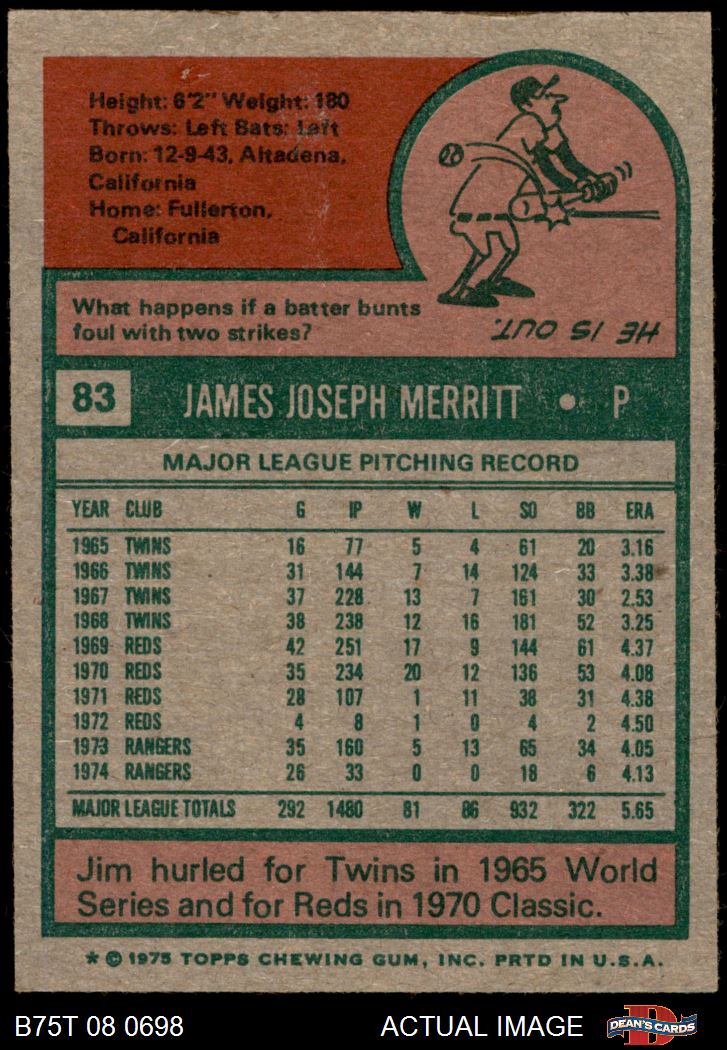 Height: 6'2" Weight: 180
Throws: Left Bats: Left
Born: 12-9-43, Altadena,
California
Home: Fullerton,
California
What happens if a batter bunts
foul with two strikes?
HE IS OUT.
83 JAMES JOSEPH MERRITT • P
MAJOR LEAGUE PITCHING RECORD
YEAR CLUB G IP W L SO BB ERA
1965 TWINS 16 77 5 4 61 20 3.16
1966 TWINS 31 144 7 14 124 33 3.38
1967 TWINS 37 228 13 7 161 30 2.53
1968 TWINS 38 238 12 16 181 52 3.25
1969 REDS 42 251 17 9 144 61 4.37
1970 REDS 35 234 20 12 136 53 4.08
1971 REDS 28 107 1 11 38 31 4.38
1972 REDS 4 8 1 0 4 2 4.50
1973 RANGERS 35 160 5 13 65 34 4.05
1974 RANGERS 26 33 0 0 18 6 4.13
MAJOR LEAGUE TOTALS 292 1480 81 86 932 322 5.65
Jim hurled for Twins in 1965 World
Series and for Reds in 1970 Classic.
* © 1975 TOPPS CHEWING GUM, INC. PRTD IN U.S.A.
B75T 08 0698 ACTUAL IMAGE DEAN'S CARDS